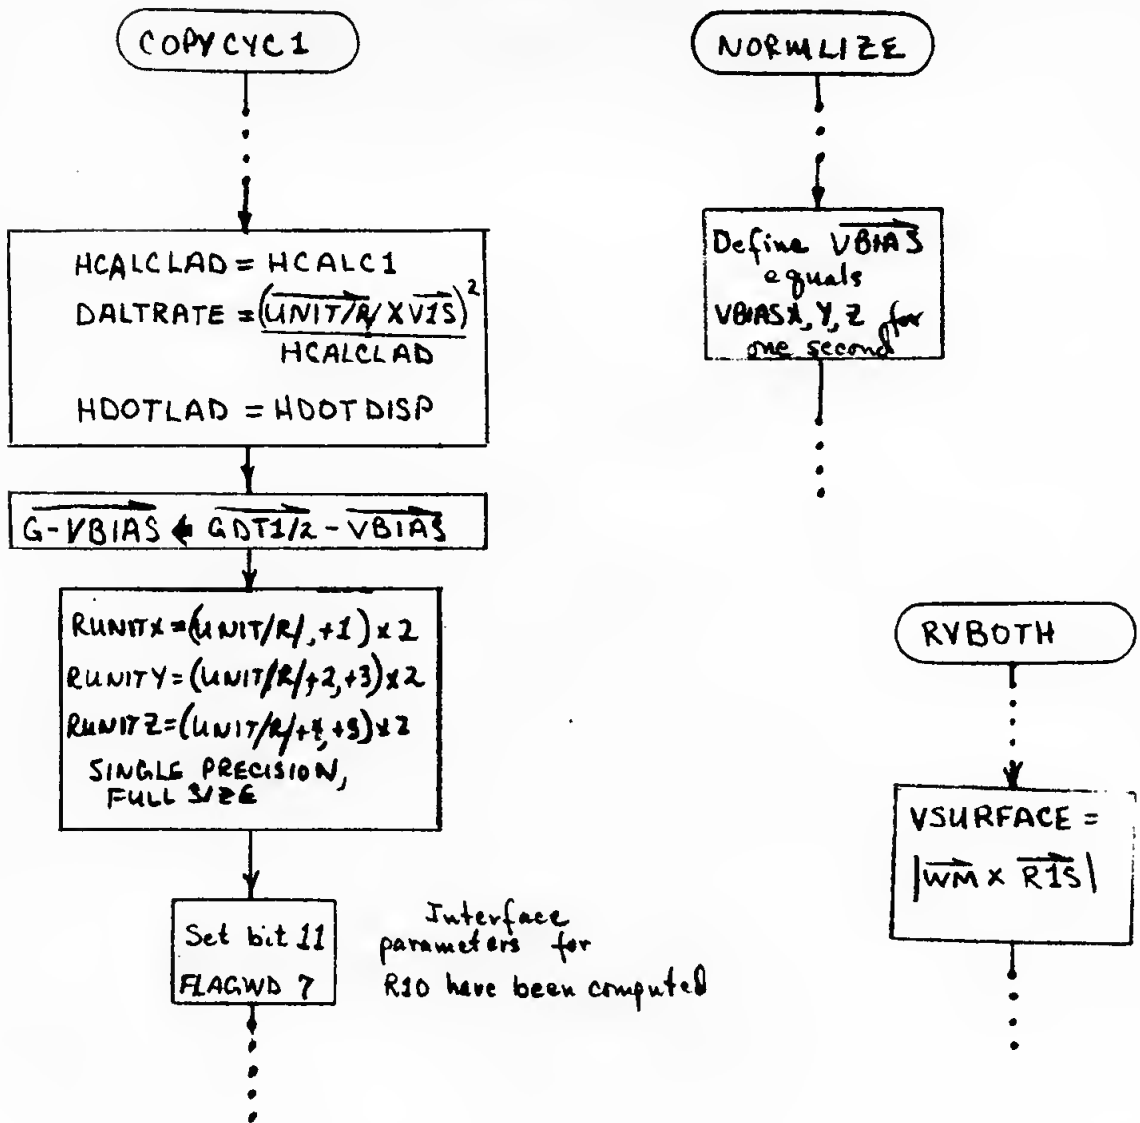 COPYCYC1
HCALCLAD = HCALC1
DALTRATE = (UNIT/R/ X V1S)²
HCALCLAD
HDOTLAD = HDOTDISP
G-VBIAS ← GDT1/2 - VBIAS
RUNITX = (UNIT/R/, +1) x 2
RUNITY = (UNIT/R/+2, +3) x 2
RUNITZ = (UNIT/R/+4, +5) x 2
SINGLE PRECISION,
FULL SIZE
Set bit 11
FLAGWD 7
Interface
parameters for
R10 have been computed
NORMLIZE
Define VBIAS
equals
VBIASX, Y, Z for
one second
RVBOTH
VSURFACE =
|WM x R1S|